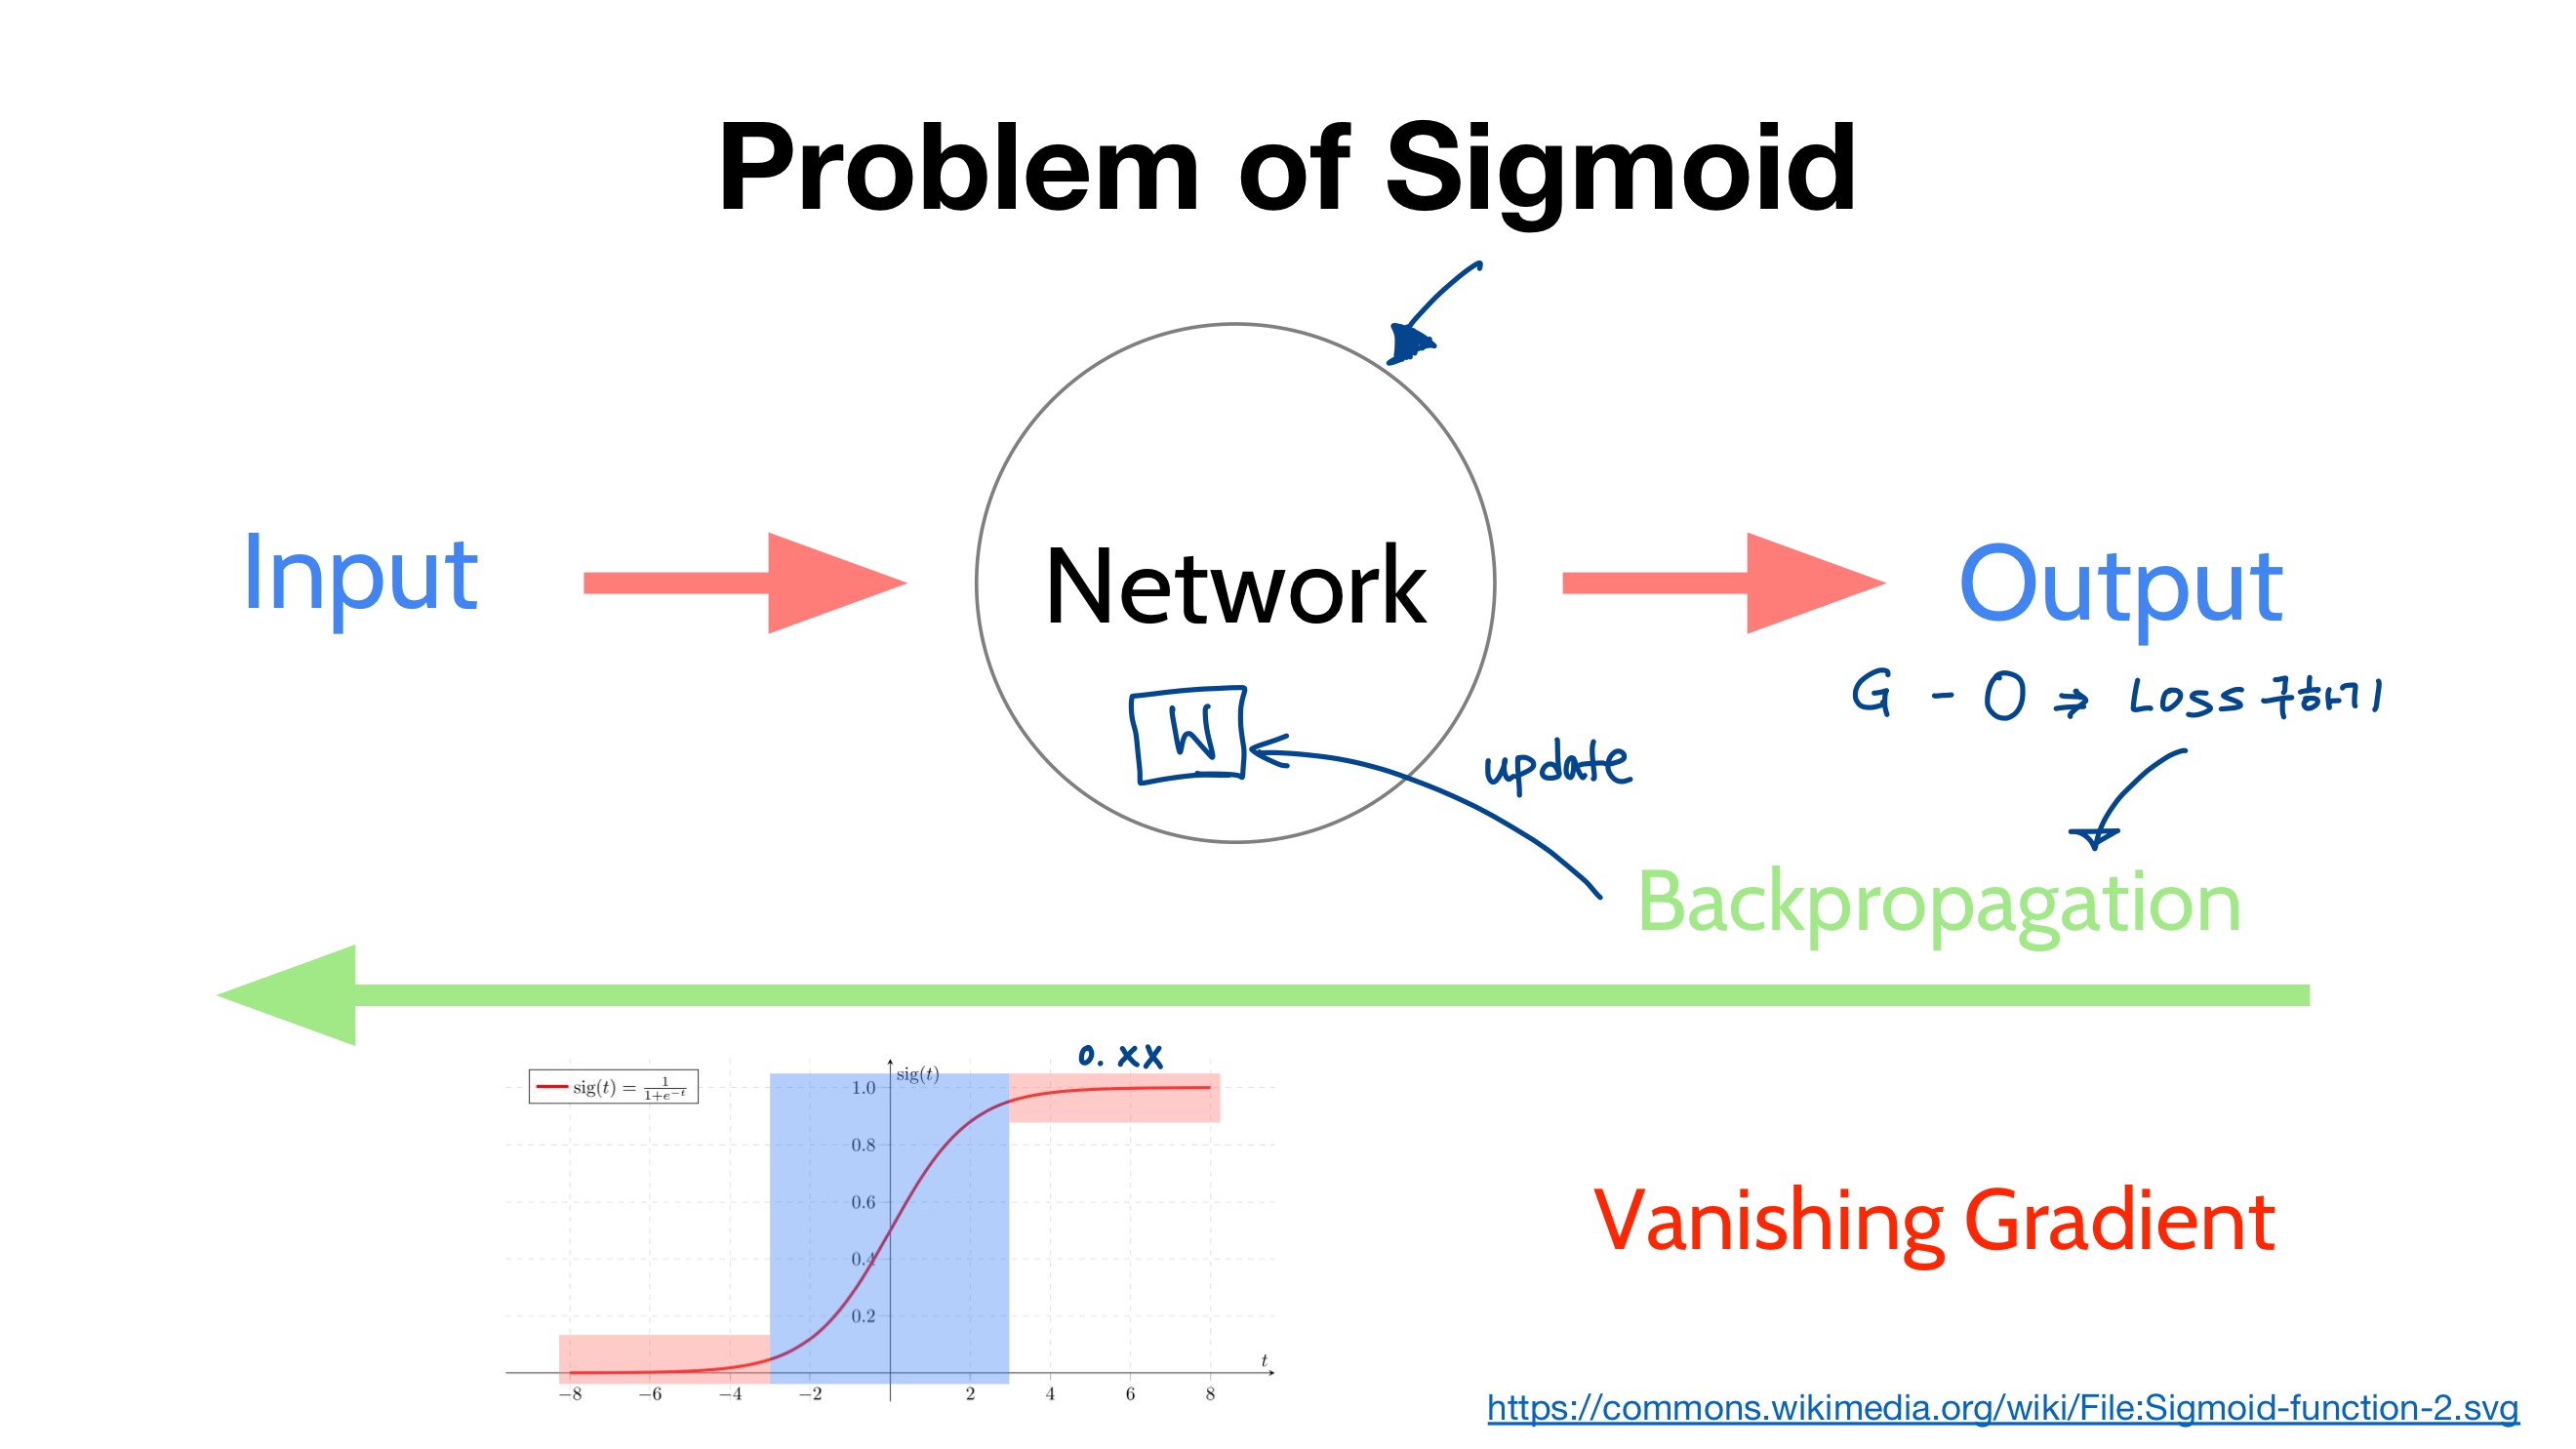 Problem of Sigmoid
Input
Network
Output
W
G - O ⇒ Loss 구하기
update
Backpropagation
0.XX
sig(t) = 1/(1+e^{-t})
sig(t)
1.0
0.8
0.6
0.4
0.2
t
−8 −6 −4 −2 2 4 6 8
Vanishing Gradient
https://commons.wikimedia.org/wiki/File:Sigmoid-function-2.svg